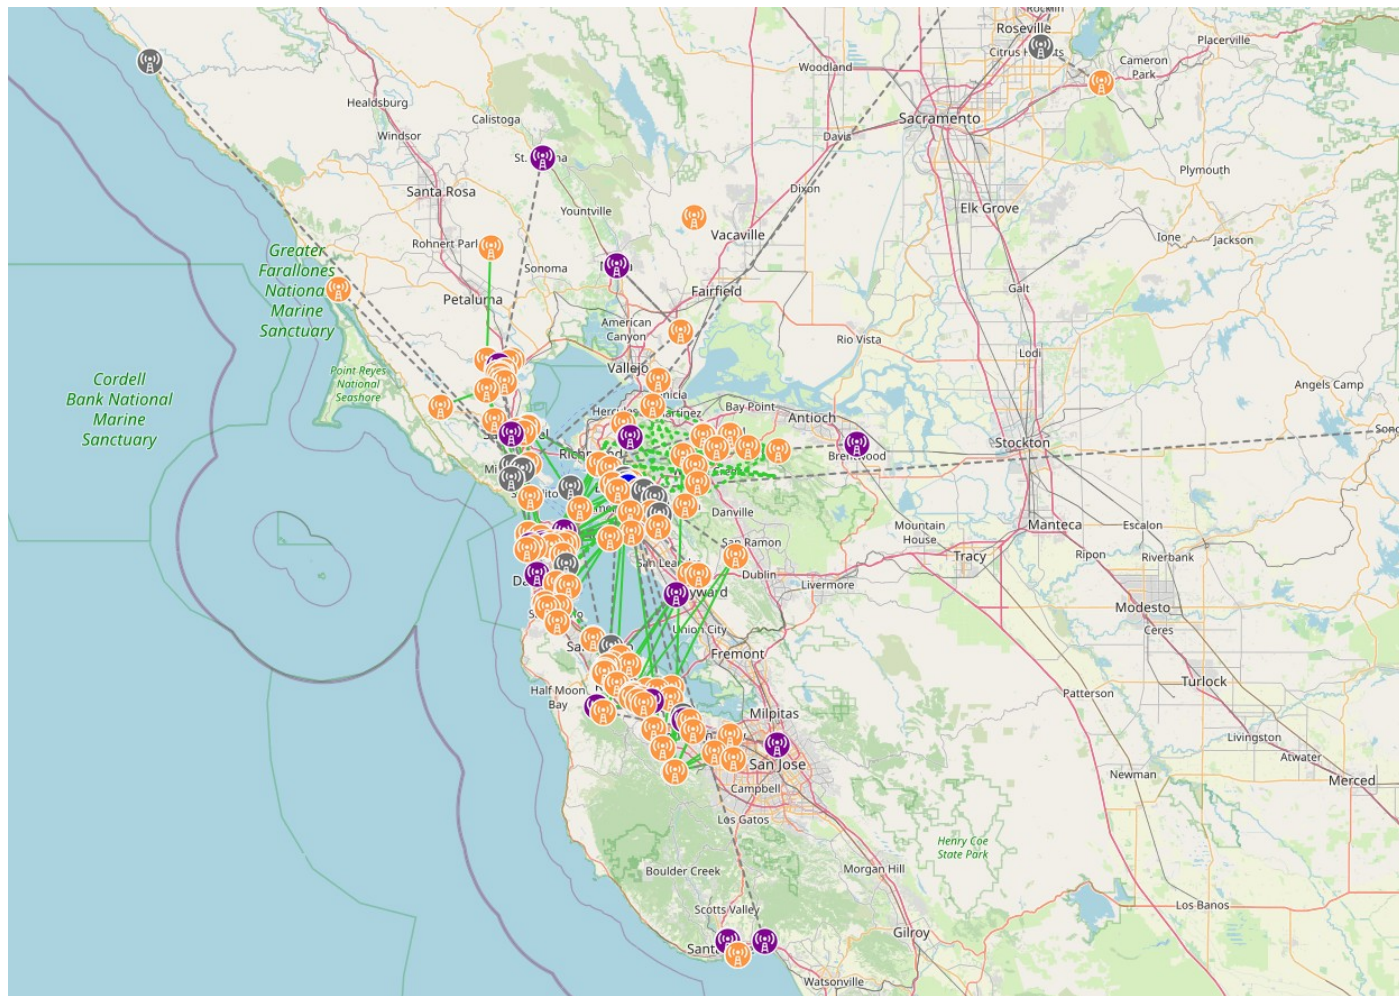 Roseville
Citrus H
Placerville
Cameron
Park
Woodland
Healdsburg
Sacramento
Calistoga
Windsor
Davis
St.
Plymouth
Santa Rosa
Dixon
Elk Grove
Yountville
Vacaville
Ione
Jackson
Rohnert Park
Greater
Farallones
National
Marine
Sanctuary
Sonoma
Galt
Fairfield
Petaluma
American
Canyon
Rio Vista
Lodi
Vallejo
Point Reyes
National
Seashore
Cordell
Bank National
Marine
Sanctuary
Angels Camp
Hercules
Bay Point
Antioch
Stockton
Brentwood
Danville
Mountain
House
Manteca
Escalon
San Ramon
Tracy
Ripon
Riverbank
Dublin
Livermore
Modesto
Ceres
Union City
Fremont
Turlock
Half Moon
Bay
Patterson
Milpitas
Livingston
San Jose
Atwater
Newman
Merced
Campbell
Los Gatos
Henry Coe
State Park
Boulder Creek
Morgan Hill
Los Banos
Scotts Valley
Gilroy
Watsonville